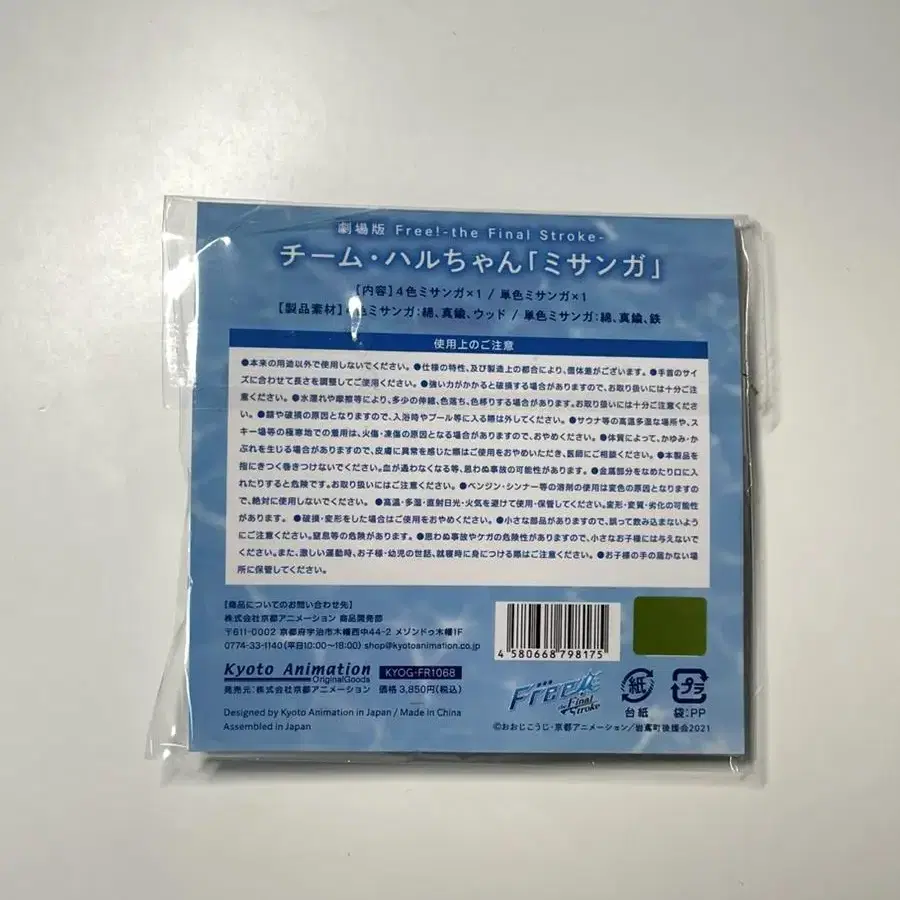 劇場版 Free!-the Final Stroke-
チーム・ハルちゃん「ミサンガ」
【内容】4色ミサンガ×1 / 単色ミサンガ×1
【製品素材】4色ミサンガ:綿、真鍮、ウッド / 単色ミサンガ:綿、真鍮、鉄
使用上のご注意
●本来の用途以外で使用しないでください。●仕様の特性、及び製造上の都合により、個体差がございます。●手首のサイ
ズに合わせて長さを調整してご使用ください。●強い力がかかると破損する場合がありますので、お取り扱いには十分ご注
意ください。●水濡れや摩擦等により、多少の伸縮、色落ち、色移りする場合があります。お取り扱いには十分ご注意くださ
い。●錆や破損の原因となりますので、入浴時やプール等に入る際は外してください。●サウナ等の高温多湿な場所や、ス
キー場等の極寒地での着用は、火傷・凍傷の原因となる場合がありますので、おやめください。●体質によって、かゆみ・か
ぶれを生じる場合がありますので、皮膚に異常を感じた際はご使用をおやめいただき、医師にご相談ください。●本製品を
指にきつく巻きつけないでください。血が通わなくなる等、思わぬ事故の可能性があります。●金属部分をなめたり口に入
れたりすると危険です。お取り扱いにはご注意ください。●ベンジン・シンナー等の溶剤の使用は変色の原因となりますの
で、絶対に使用しないでください。●高温・多湿・直射日光・火気を避けて使用・保管してください。変形・変質・劣化の可能性
があります。●破損・変形をした場合はご使用をおやめください。●小さな部品がありますので、誤って飲み込まないよう
にご注意ください。窒息等の危険があります。●思わぬ事故やケガの危険性がありますので、小さなお子様には与えないで
ください。また、激しい運動時、お子様・幼児の世話、就寝時に身につける際はご注意ください。●お子様の手の届かない場
所に保管してください。
【商品についてのお問い合わせ先】
株式会社京都アニメーション 商品開発部
〒611-0002 京都府宇治市木幡西中44-2 メゾンドゥ木幡1F
0774-33-1140(平日10:00~18:00) shop@kyotoanimation.co.jp
Kyoto Animation
OriginalGoods
KYOG-FR1068
発売元:株式会社京都アニメーション 価格 3,850円(税込)
Designed by Kyoto Animation in Japan / Made in China
Assembled in Japan
4 580668 798175
Free!
the Final Stroke
紙
台紙
プラ
袋:PP
©おおじこうじ・京都アニメーション/岩鳶町後援会2021